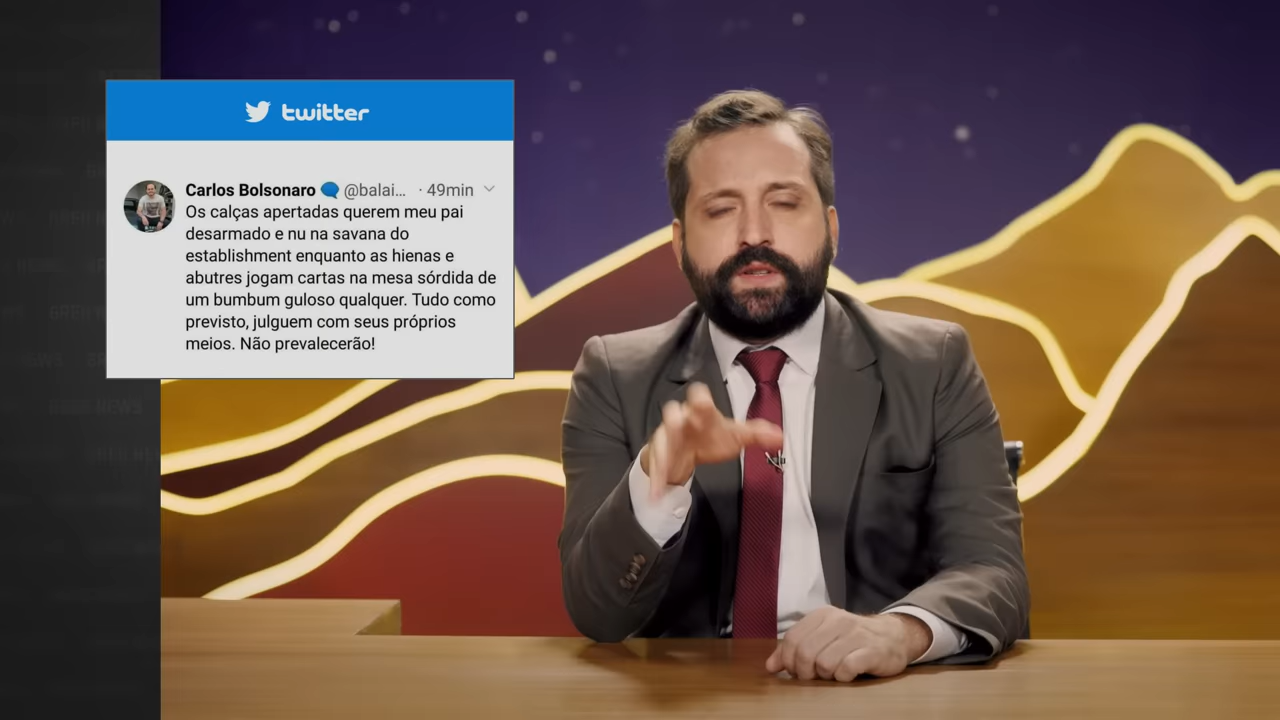 twitter
Carlos Bolsonaro @balai... · 49min
Os calças apertadas querem meu pai
desarmado e nu na savana do
establishment enquanto as hienas e
abutres jogam cartas na mesa sórdida de
um bumbum guloso qualquer. Tudo como
previsto, julguem com seus próprios
meios. Não prevalecerão!